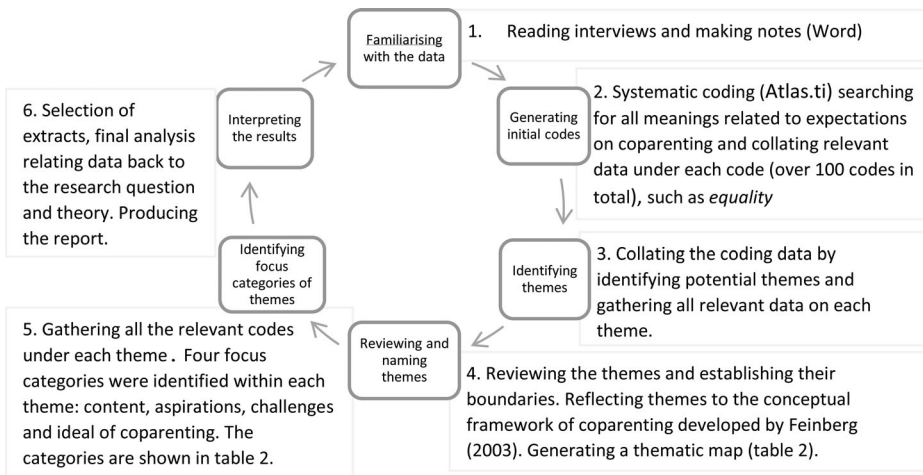 Familiarising
with the data
1. Reading interviews and making notes (Word)
Generating
initial codes
2. Systematic coding (Atlas.ti) searching
for all meanings related to expectations
on coparenting and collating relevant
data under each code (over 100 codes in
total), such as equality
Identifying
themes
3. Collating the coding data by
identifying potential themes and
gathering all relevant data on each
theme.
Reviewing and
naming
themes
4. Reviewing the themes and establishing their
boundaries. Reflecting themes to the conceptual
framework of coparenting developed by Feinberg
(2003). Generating a thematic map (table 2).
Identifying
focus
categories of
themes
5. Gathering all the relevant codes
under each theme. Four focus
categories were identified within each
theme: content, aspirations, challenges
and ideal of coparenting. The
categories are shown in table 2.
Interpreting
the results
6. Selection of
extracts, final analysis
relating data back to
the research question
and theory. Producing
the report.